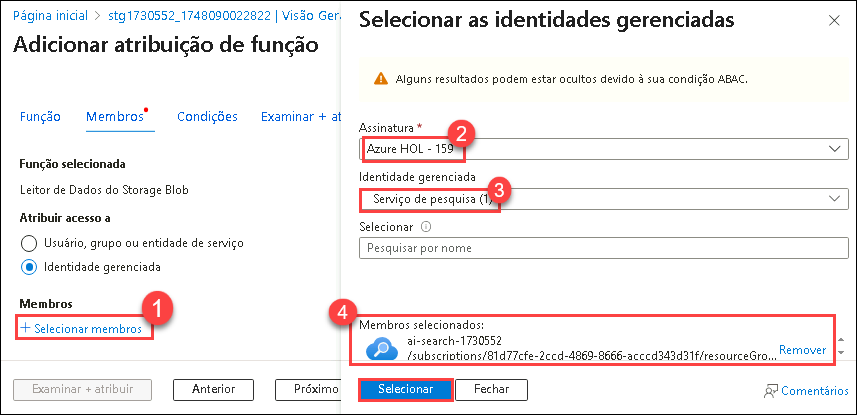 Página inicial > stg1730552_1748090022822 | Visão Gera
Adicionar atribuição de função
Função Membros Condições Examinar + at
Função selecionada
Leitor de Dados do Storage Blob
Atribuir acesso a
Usuário, grupo ou entidade de serviço
Identidade gerenciada
Membros
1
+ Selecionar membros
Examinar + atribuir Anterior Próximo
Selecionar as identidades gerenciadas
Alguns resultados podem estar ocultos devido à sua condição ABAC.
Assinatura *
2
Azure HOL - 159
Identidade gerenciada
3
Serviço de pesquisa (1)
Selecionar
Pesquisar por nome
4
Membros selecionados:
ai-search-1730552
/subscriptions/81d77cfe-2ccd-4869-8666-acccd343d31f/resourceGro...
Remover
Selecionar Fechar
Comentários